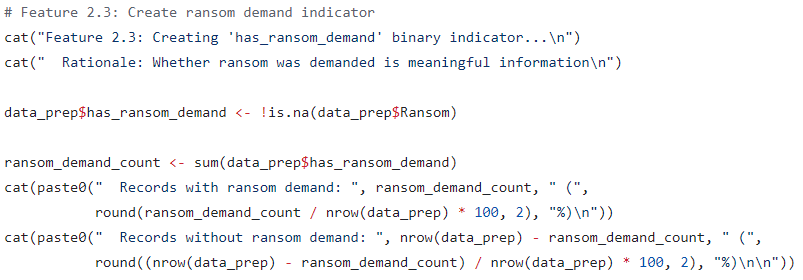 # Feature 2.3: Create ransom demand indicator
cat("Feature 2.3: Creating 'has_ransom_demand' binary indicator...\n")
cat("  Rationale: Whether ransom was demanded is meaningful information\n")

data_prep$has_ransom_demand <- !is.na(data_prep$Ransom)

ransom_demand_count <- sum(data_prep$has_ransom_demand)
cat(paste0("  Records with ransom demand: ", ransom_demand_count, " (",
           round(ransom_demand_count / nrow(data_prep) * 100, 2), "%)\n"))
cat(paste0("  Records without ransom demand: ", nrow(data_prep) - ransom_demand_count, " (",
           round((nrow(data_prep) - ransom_demand_count) / nrow(data_prep) * 100, 2), "%)\n\n"))